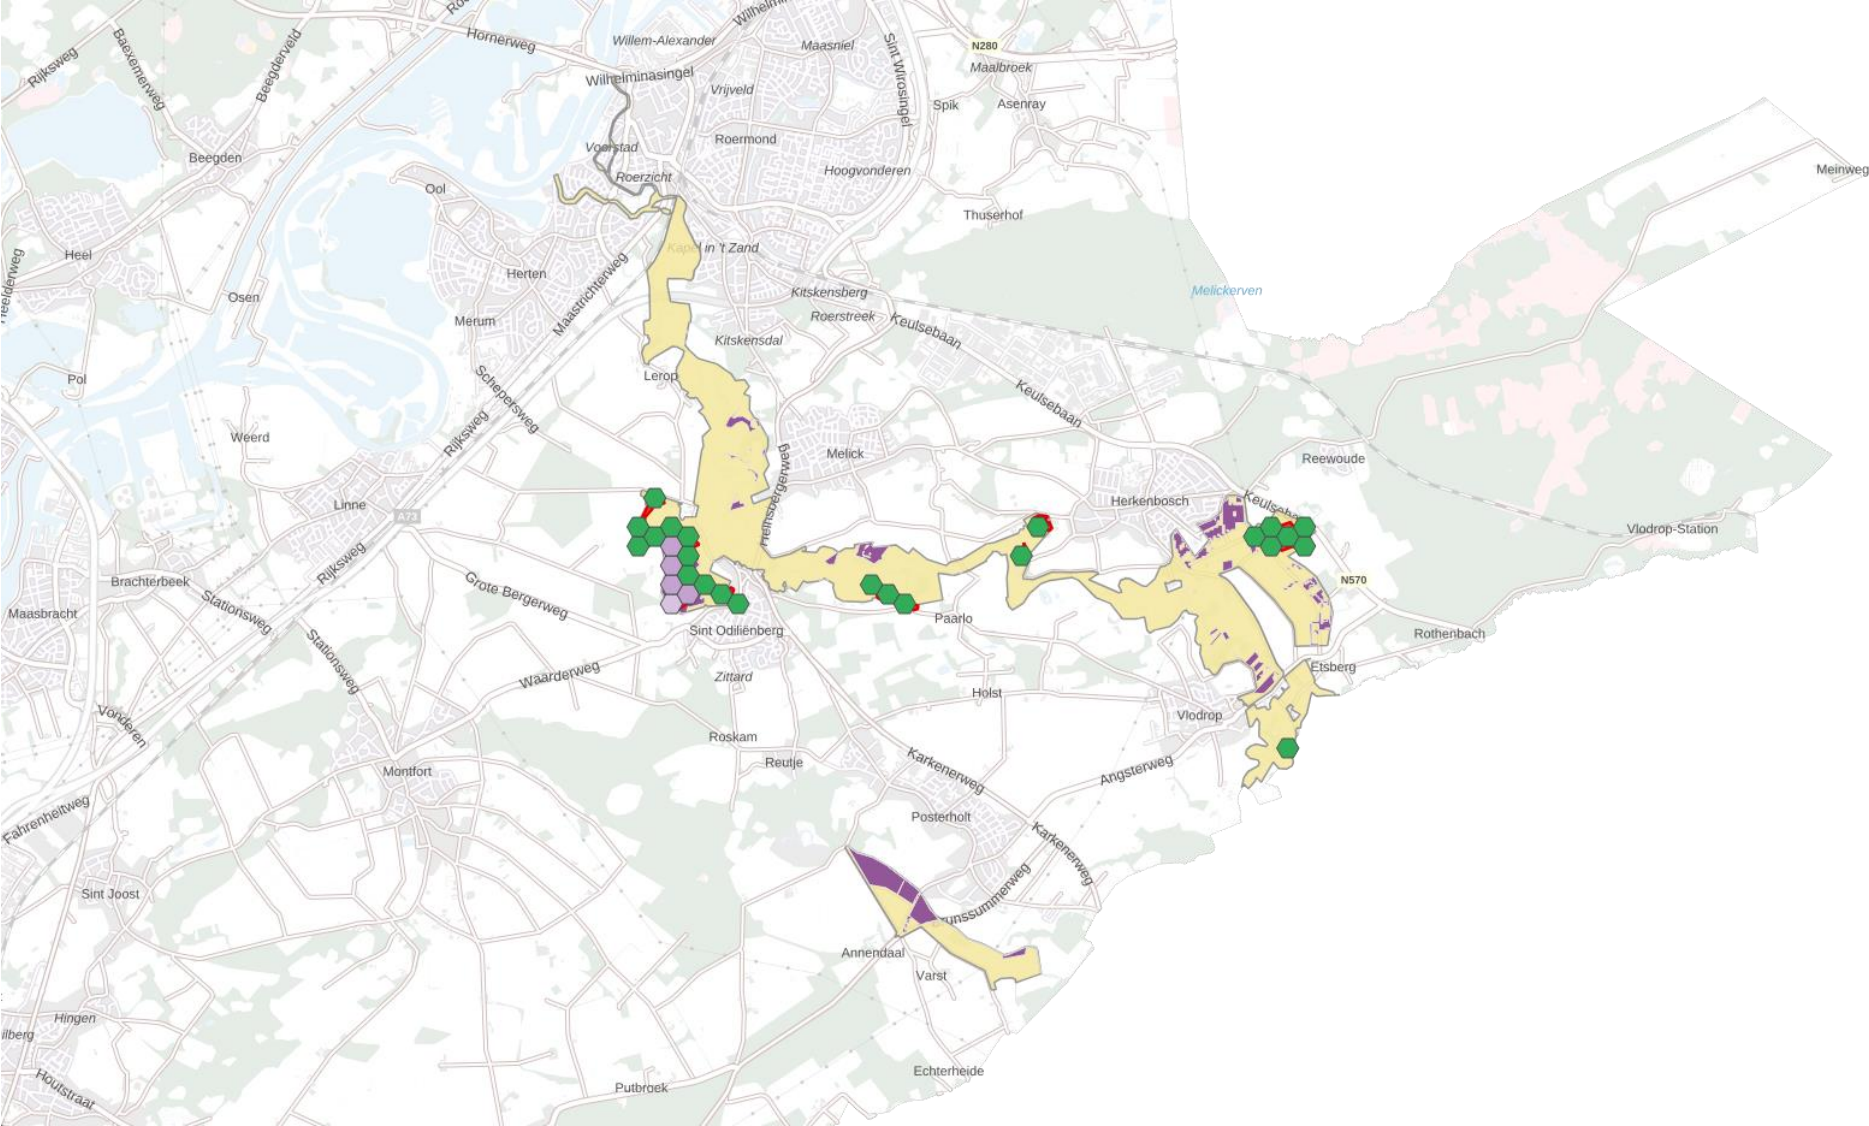 Hornerweg
Willem-Alexander
Wilhelminasingel
Maasniel
Sint Wirosingel
N280
Maalbroek
Rijksweg
Baexemerweg
Beegderveld
Vrijveld
Spik
Asenray
Roermond
Voorstad
Beegden
Roerzicht
Hoogvonderen
Meinweg
Ool
Thuserhof
Kapel in 't Zand
Heel
Heelderweg
Herten
Maastrichterweg
Osen
Kitskensberg
Melickerven
Merum
Roerstreek
Keulsebaan
Kitskensdal
Lerop
Pol
Schepersweg
Keulsebaan
Rijksweg
Weerd
Heinsbergerweg
Melick
Reewoude
Linne
A73
Herkenbosch
Vlodrop-Station
Rijksweg
Brachterbeek
Grote Bergerweg
N570
Maasbracht
Stationsweg
Paarlo
Sint Odiliënberg
Rothenbach
Stationsweg
Waarderweg
Zittard
Etsberg
Holst
Vonderen
Vlodrop
Roskam
Reutje
Karkenerweg
Angsterweg
Montfort
Fahrenheitweg
Posterholt
Karkenerweg
Sint Joost
unssummerweg
Annendaal
Varst
Hingen
ilberg
Echterheide
Houtstraat
Putbroek